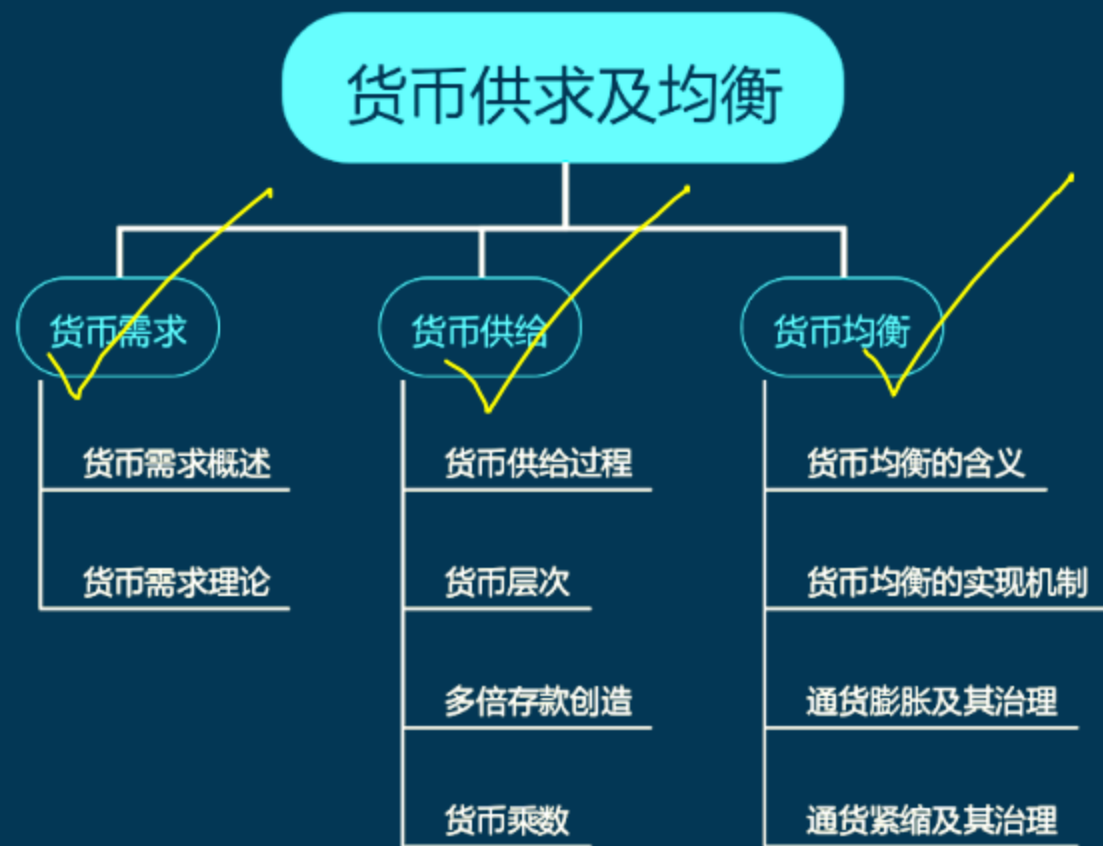 货币供求及均衡
货币需求
货币需求概述
货币需求理论
货币供给
货币供给过程
货币层次
多倍存款创造
货币乘数
货币均衡
货币均衡的含义
货币均衡的实现机制
通货膨胀及其治理
通货紧缩及其治理